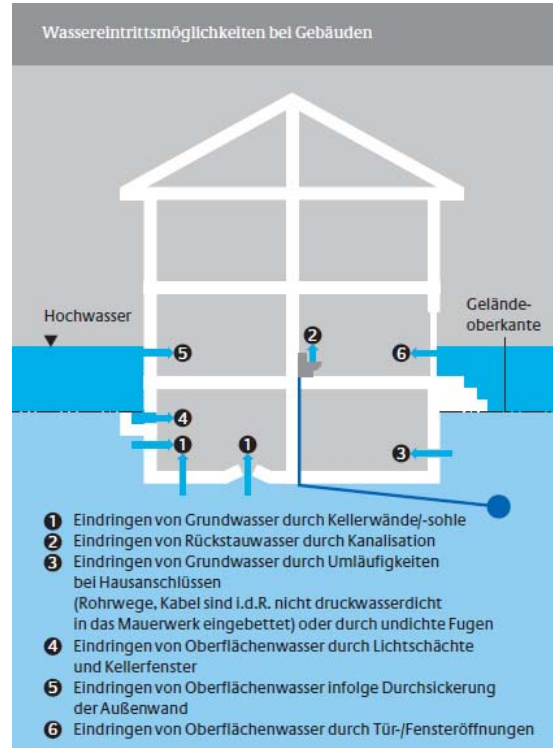 Wassereintrittsmöglichkeiten bei Gebäuden
Hochwasser
Gelände-
oberkante
2
5
6
4
1
1
3
1 Eindringen von Grundwasser durch Kellerwände/-sohle
2 Eindringen von Rückstauwasser durch Kanalisation
3 Eindringen von Grundwasser durch Umläufigkeiten
bei Hausanschlüssen
(Rohrwege, Kabel sind i.d.R. nicht druckwasserdicht
in das Mauerwerk eingebettet) oder durch undichte Fugen
4 Eindringen von Oberflächenwasser durch Lichtschächte
und Kellerfenster
5 Eindringen von Oberflächenwasser infolge Durchsickerung
der Außenwand
6 Eindringen von Oberflächenwasser durch Tür-/Fensteröffnungen